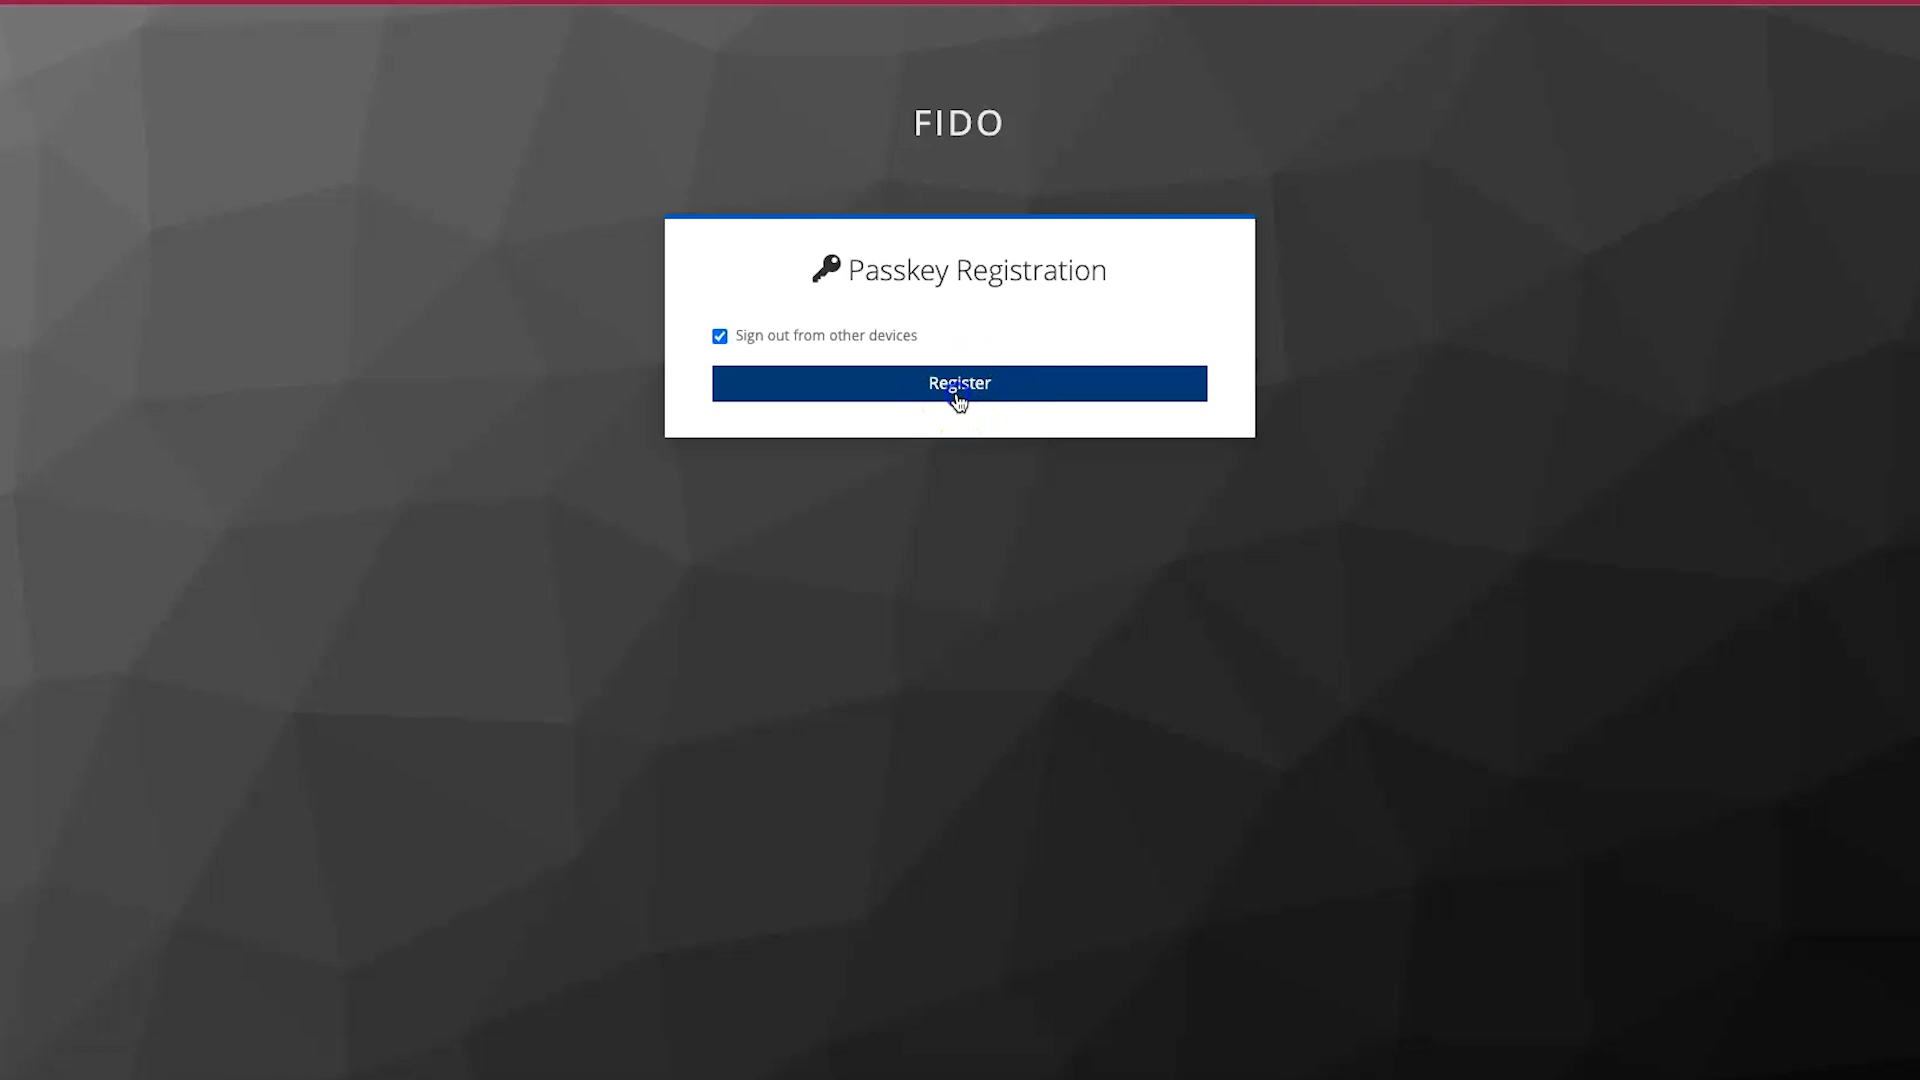 FIDO
Passkey Registration
Sign out from other devices
Register